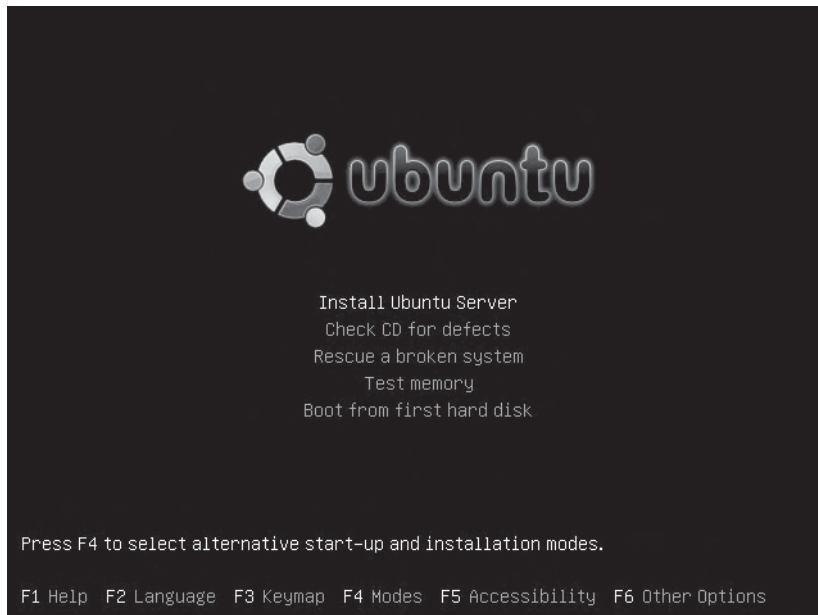 ubuntu
Install Ubuntu Server
Check CD for defects
Rescue a broken system
Test memory
Boot from first hard disk
Press F4 to select alternative start-up and installation modes.
F1 Help F2 Language F3 Keymap F4 Modes F5 Accessibility F6 Other Options